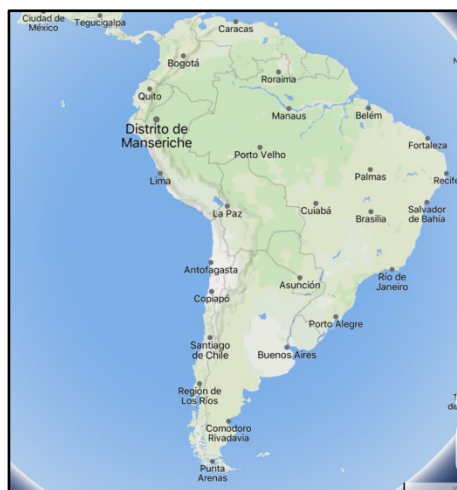 Ciudad de
México
Tegucigalpa
Caracas
Bogotá
Roraima
Quito
Manaus
Belém
Distrito de
Manseriche
Fortaleza
Porto Velho
Lima
Palmas
Recife
La Paz
Cuiabá
Brasilia
Salvador
de Bahía
Antofagasta
Asunción
Río de
Janeiro
Copiapó
Porto Alegre
Santiago
de Chile
Buenos Aires
Región de
Los Ríos
Comodoro
Rivadavia
Punta
Arenas